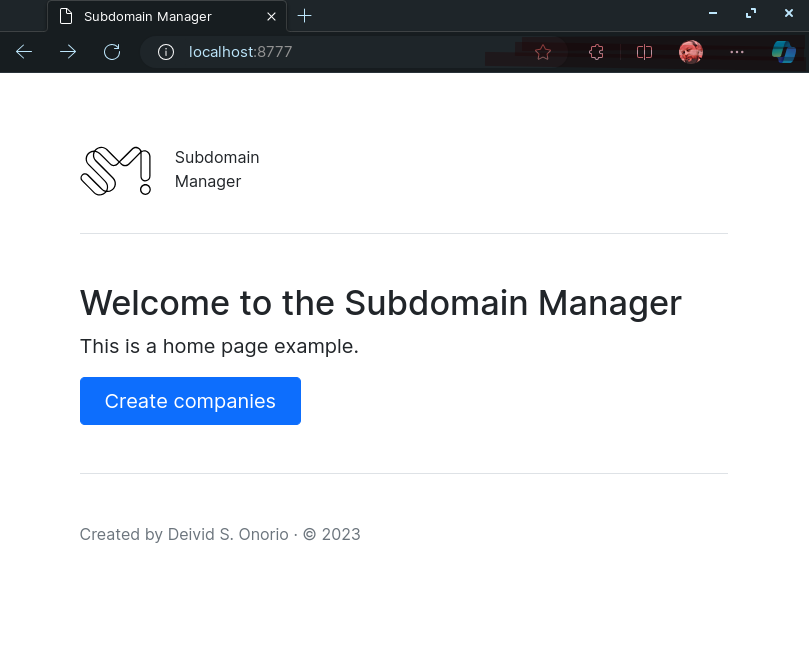 Subdomain Manager
localhost:8777
SM!
Subdomain
Manager
Welcome to the Subdomain Manager
This is a home page example.
Create companies
Created by Deivid S. Onorio · © 2023